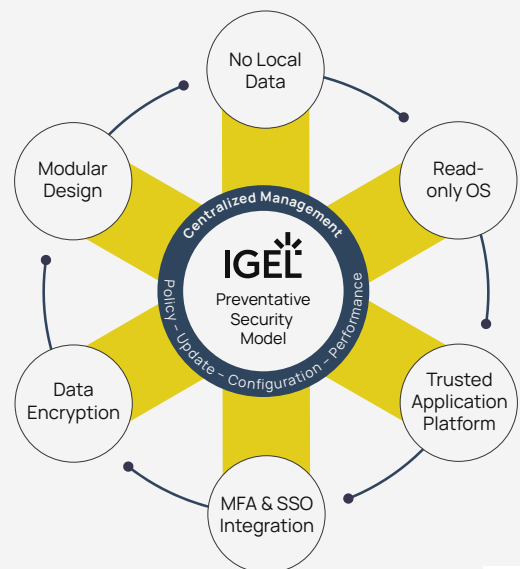 No Local
Data
Read-
only OS
Trusted
Application
Platform
MFA & SSO
Integration
Data
Encryption
Modular
Design
Centralized Management
IGEL
Preventative
Security
Model
Policy – Update – Configuration – Performance